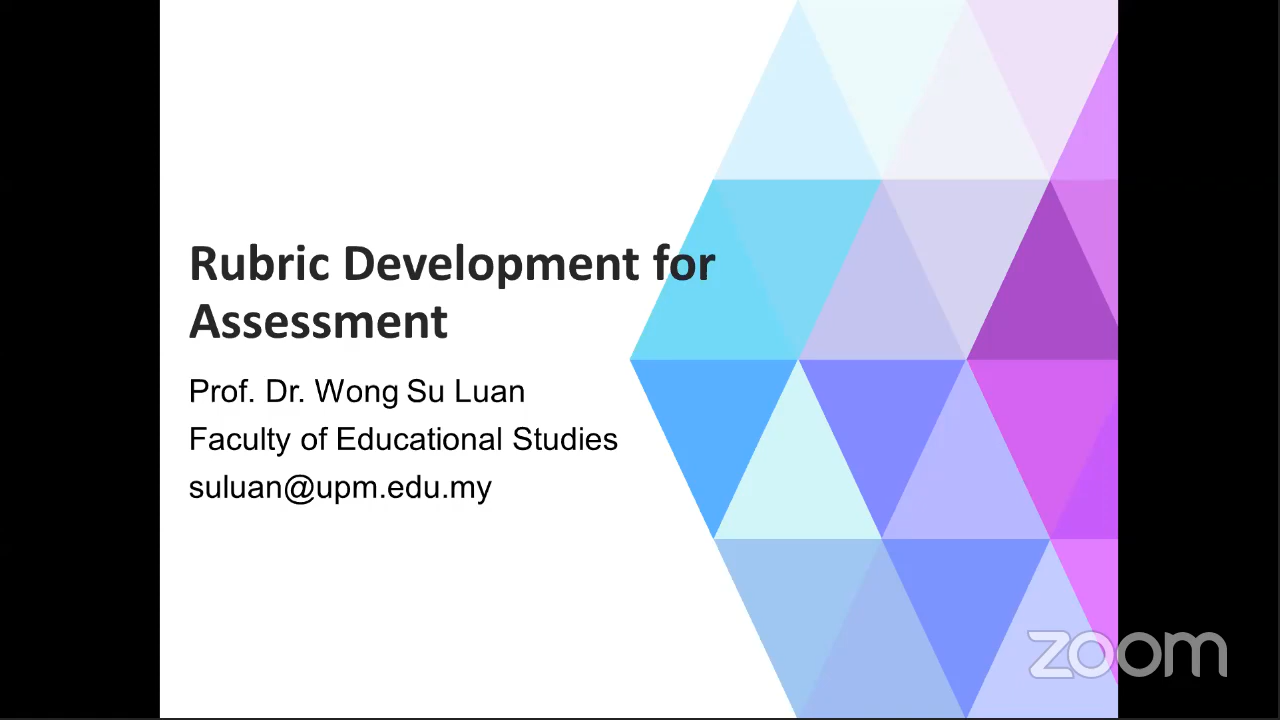 Rubric Development for
Assessment
Prof. Dr. Wong Su Luan
Faculty of Educational Studies
suluan@upm.edu.my
zoom